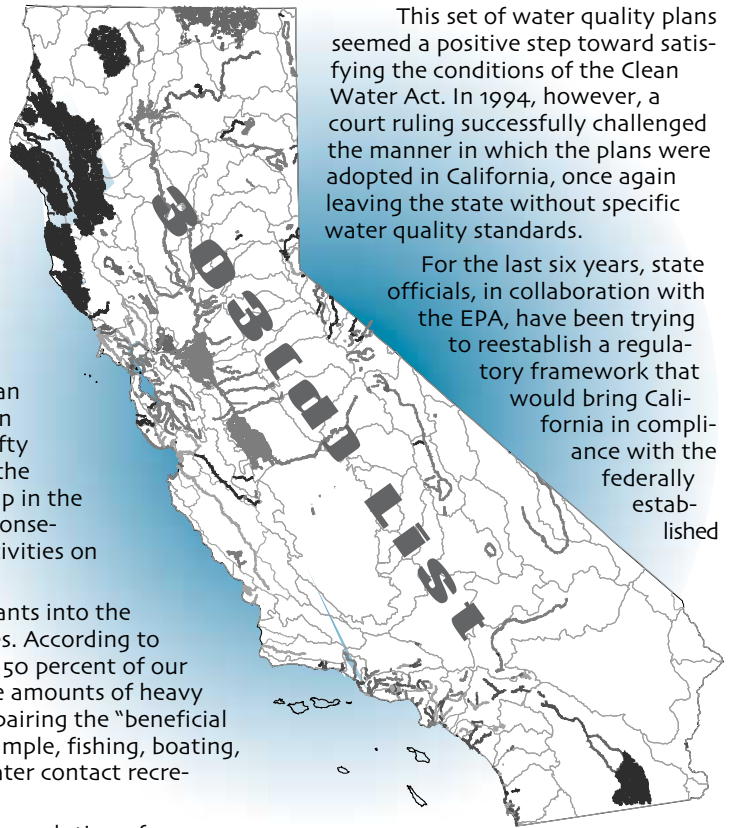 This set of water quality plans
seemed a positive step toward satis-
fying the conditions of the Clean
Water Act. In 1994, however, a
court ruling successfully challenged
the manner in which the plans were
adopted in California, once again
leaving the state without specific
water quality standards.
For the last six years, state
officials, in collaboration with
the EPA, have been trying
to reestablish a regula-
tory framework that
would bring Cali-
fornia in compli-
ance with the
federally
estab-
lished
303(d) List
an
n
fty
the
p in the
onse-
tivities on
ants into the
es. According to
50 percent of our
e amounts of heavy
pairing the "beneficial
mple, fishing, boating,
ater contact recre-